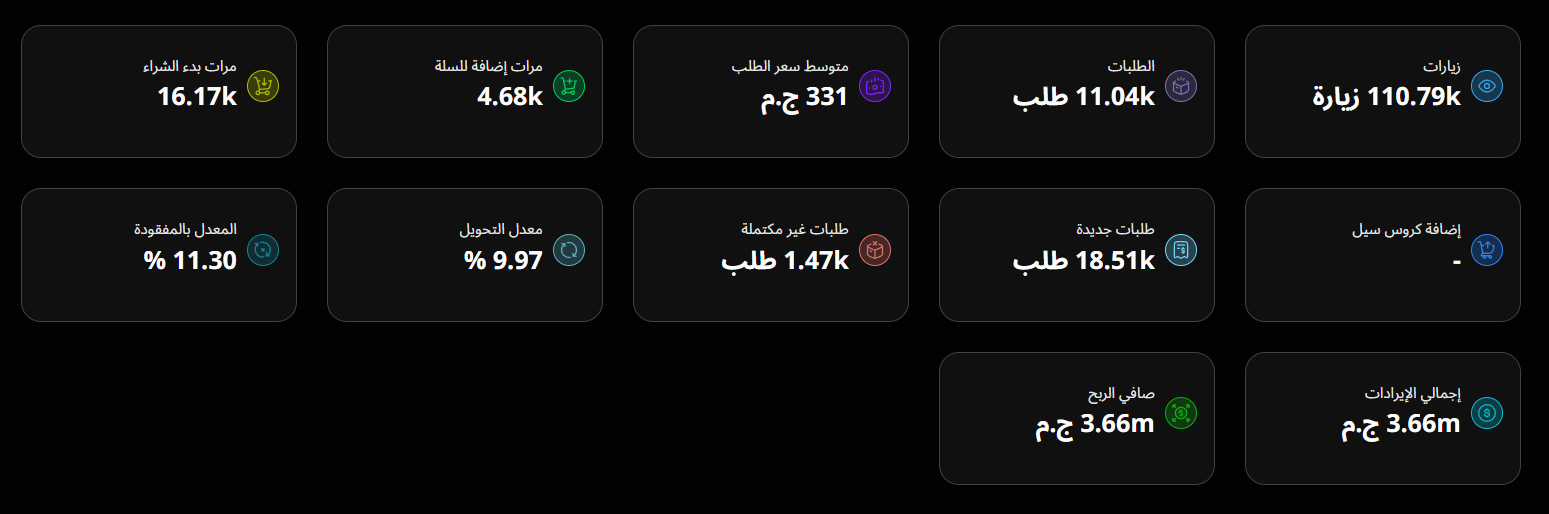 زيارات
110.79k زيارة
الطلبات
11.04k طلب
متوسط سعر الطلب
331 ج.م
مرات إضافة للسلة
4.68k
مرات بدء الشراء
16.17k
إضافة كروس سيل
-
طلبات جديدة
18.51k طلب
طلبات غير مكتملة
1.47k طلب
معدل التحويل
9.97 %
المعدل بالمفقودة
11.30 %
إجمالي الإيرادات
3.66m ج.م
صافي الربح
3.66m ج.م